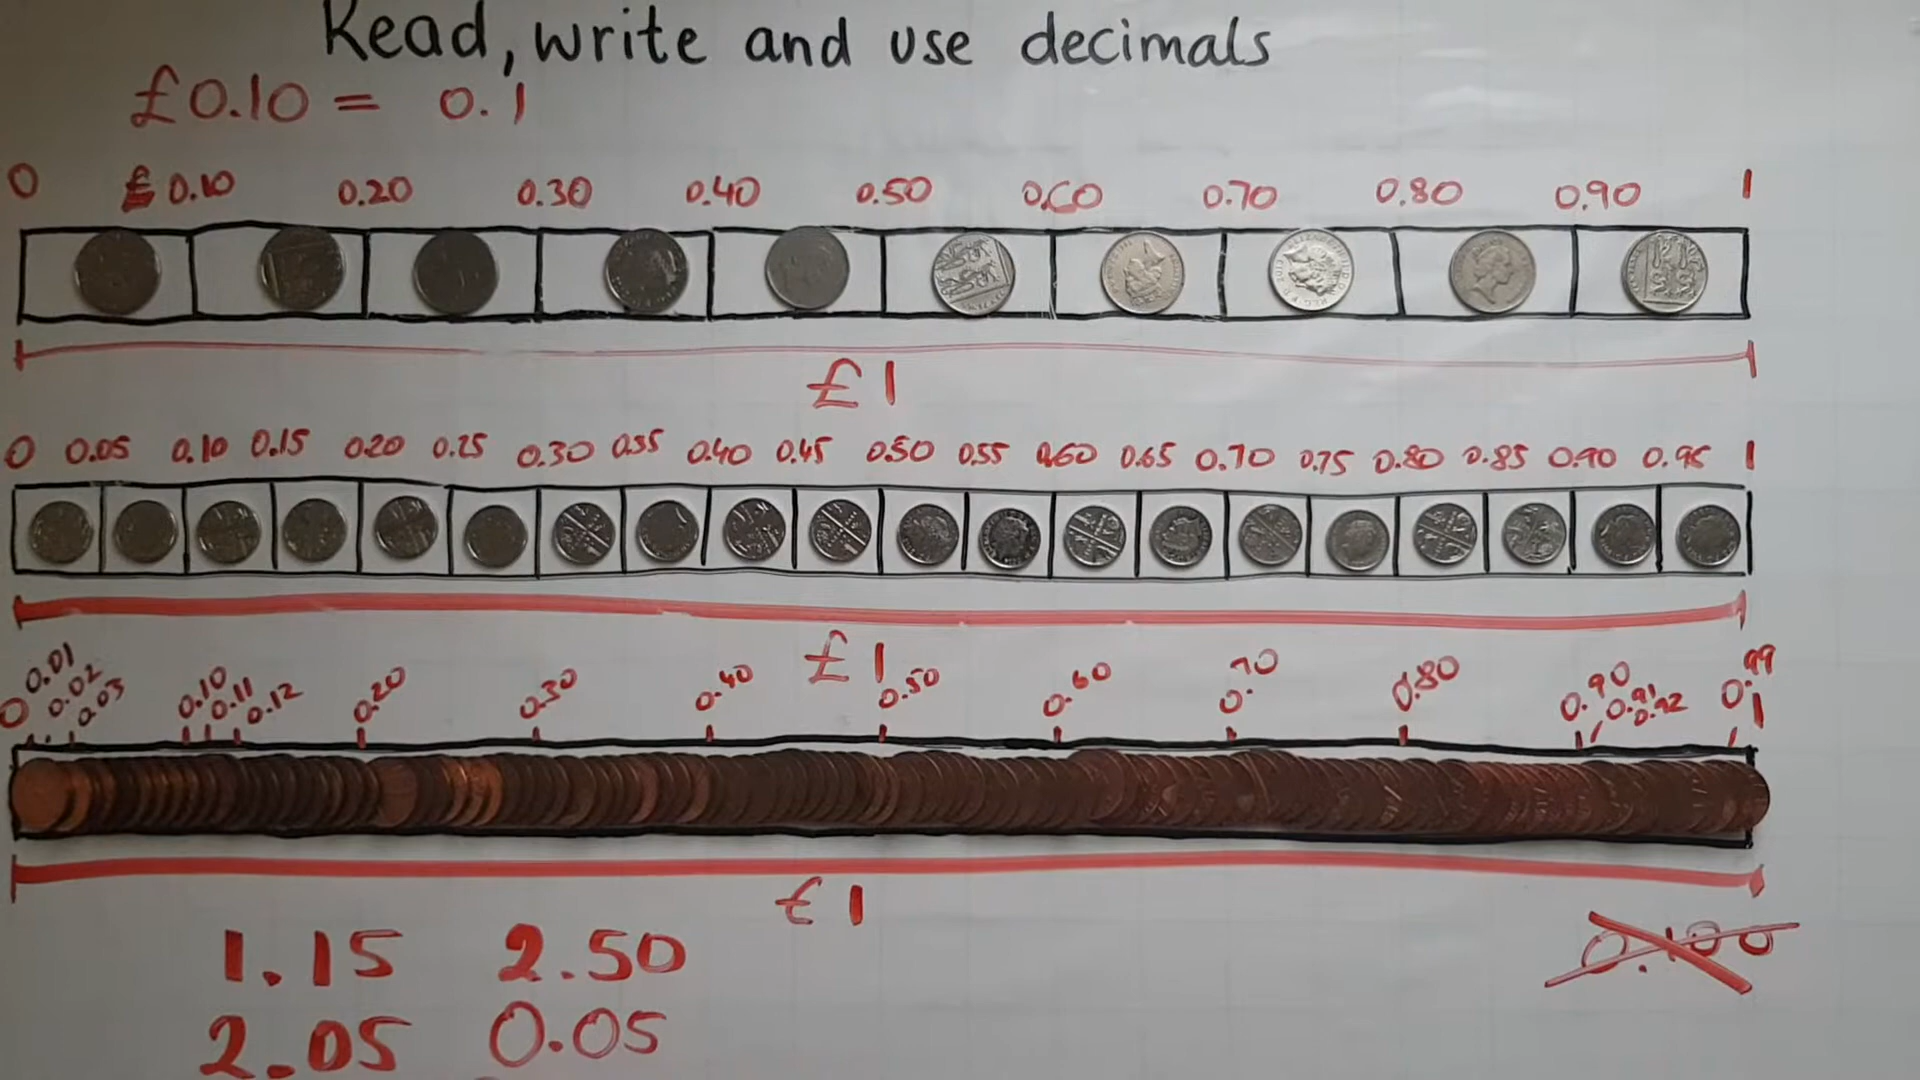 Read, write and use decimals
£0.10 = 0.1
0 £0.10 0.20 0.30 0.40 0.50 0.60 0.70 0.80 0.90 1
£1
0 0.05 0.10 0.15 0.20 0.25 0.30 0.35 0.40 0.45 0.50 0.55 0.60 0.65 0.70 0.75 0.80 0.85 0.90 0.95 1
£1
0 0.01 0.02 0.03 0.10 0.11 0.12 0.20 0.30 0.40 0.50 0.60 0.70 0.80 0.90 0.91 0.92 0.99 1
£1
0.100
1.15 2.50
2.05 0.05